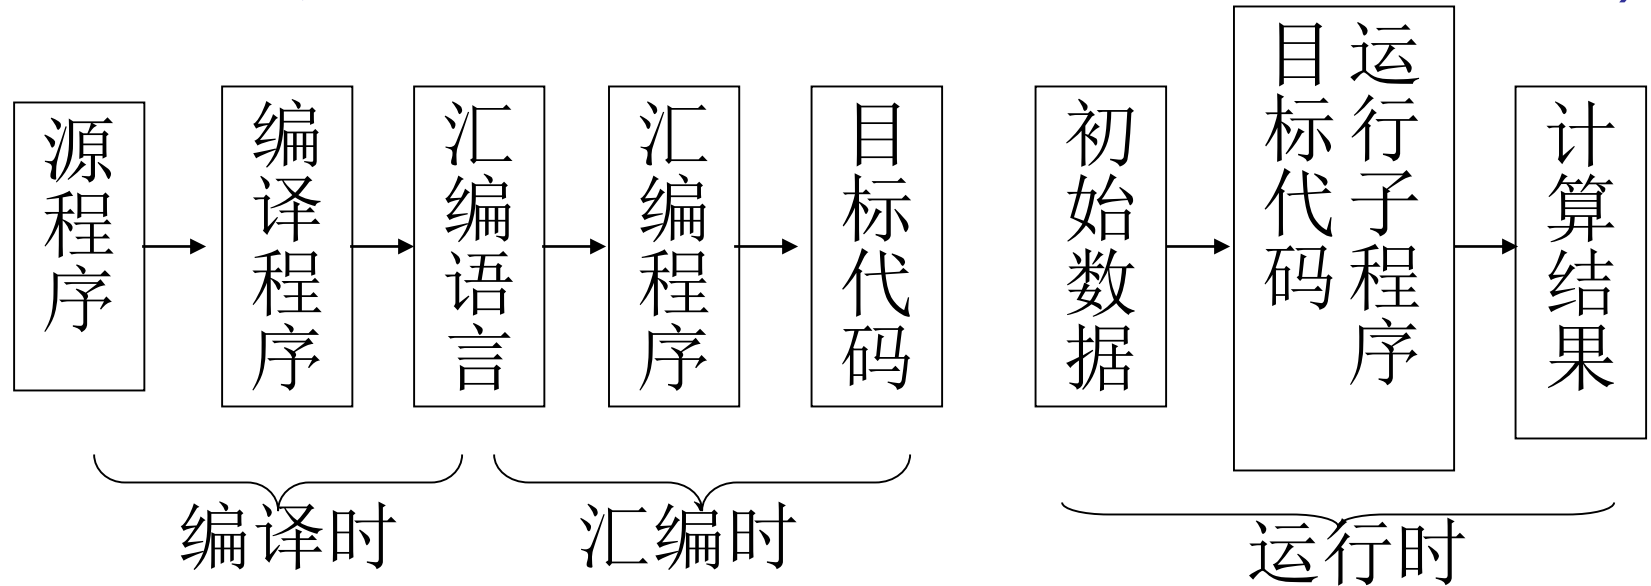 源程序
编译程序
汇编语言
汇编程序
目标代码
初始数据
目标代码
运行子程序
计算结果
编译时
汇编时
运行时